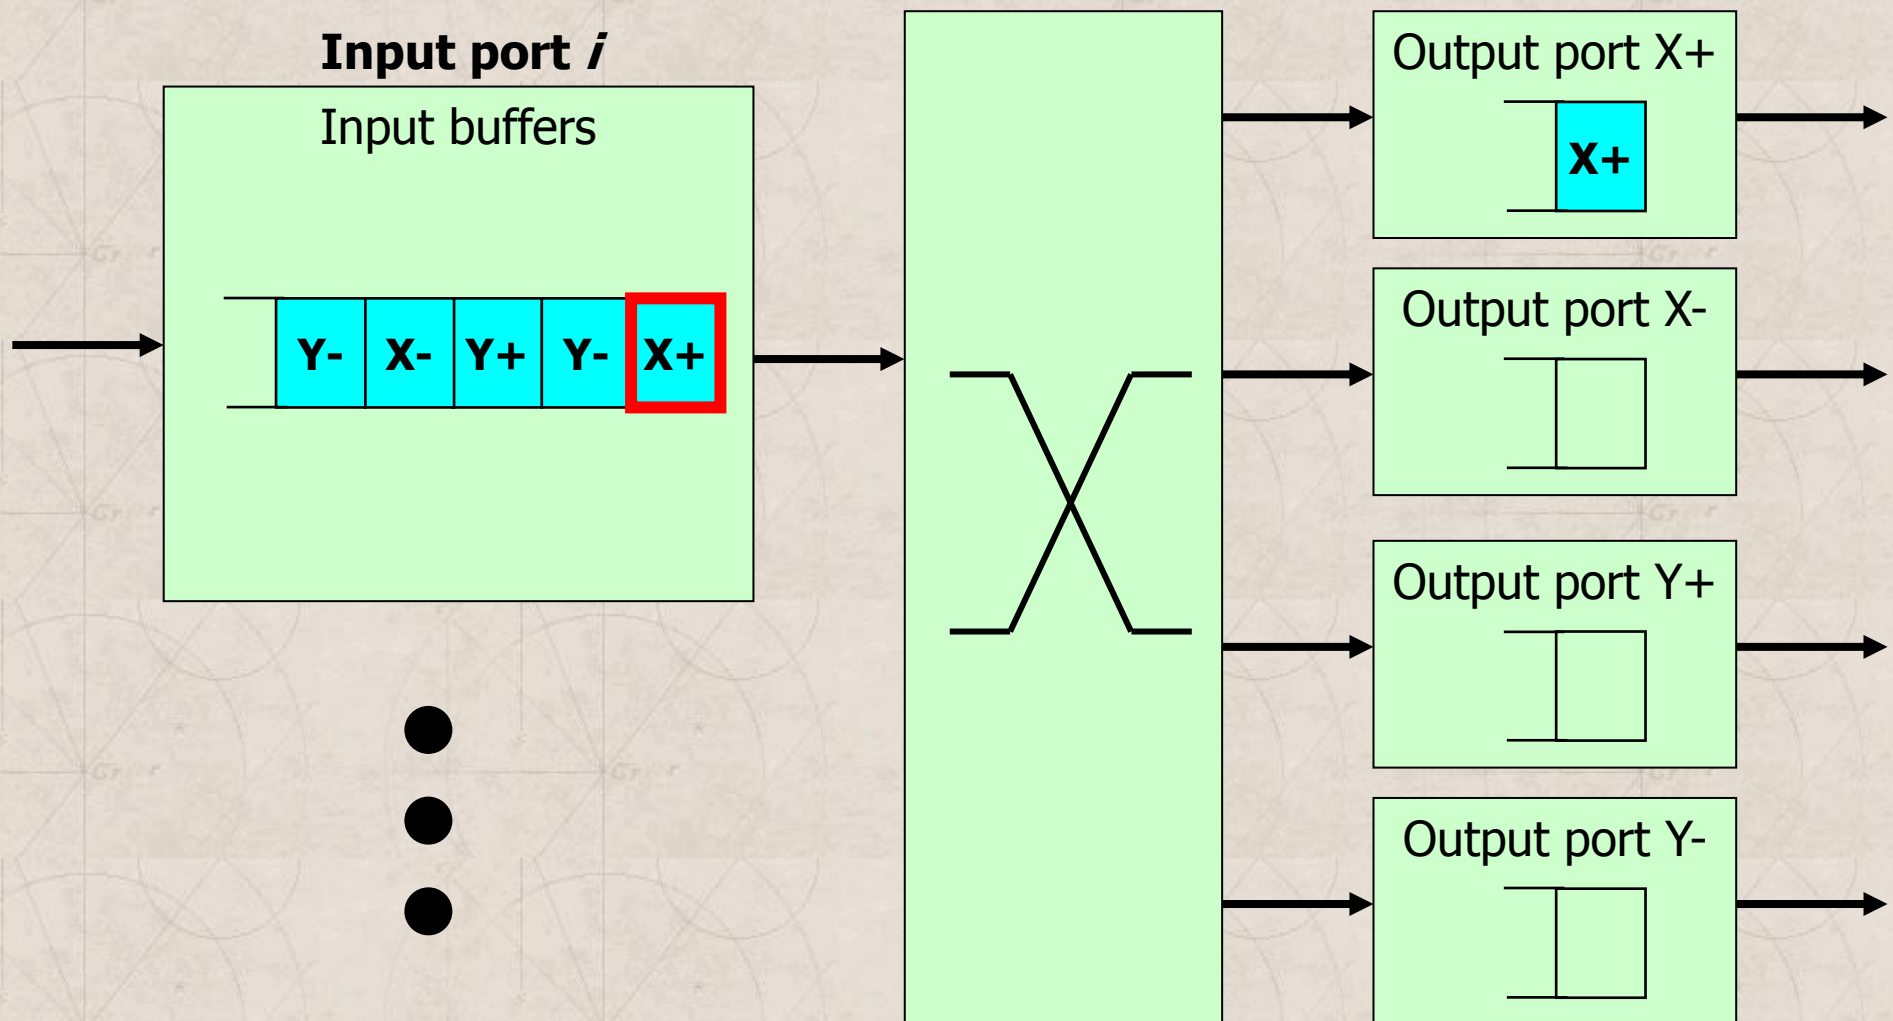 Input port i
Input buffers
Y- X- Y+ Y- X+
Output port X+
X+
Output port X-
Output port Y+
Output port Y-